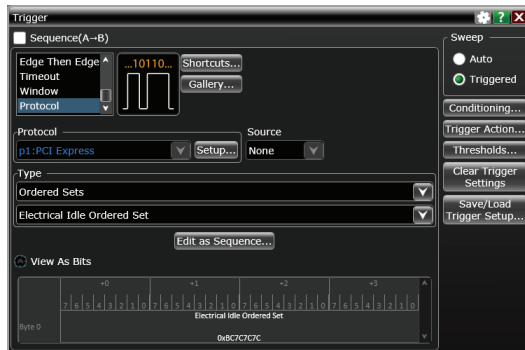 Trigger
? X
Sequence(A→B)
Edge Then Edge
Timeout
Window
Protocol
...10110...
Shortcuts...
Gallery...
Protocol
p1:PCI Express
Setup...
Source
None
Type
Ordered Sets
Electrical Idle Ordered Set
Edit as Sequence...
View As Bits
+0 +1 +2 +3
7 6 5 4 3 2 1 0 7 6 5 4 3 2 1 0 7 6 5 4 3 2 1 0 7 6 5 4 3 2 1 0
Electrical Idle Ordered Set
Byte 0
0xBC7C7C7C
Sweep
Auto
Triggered
Conditioning...
Trigger Action...
Thresholds...
Clear Trigger
Settings
Save/Load
Trigger Setup...